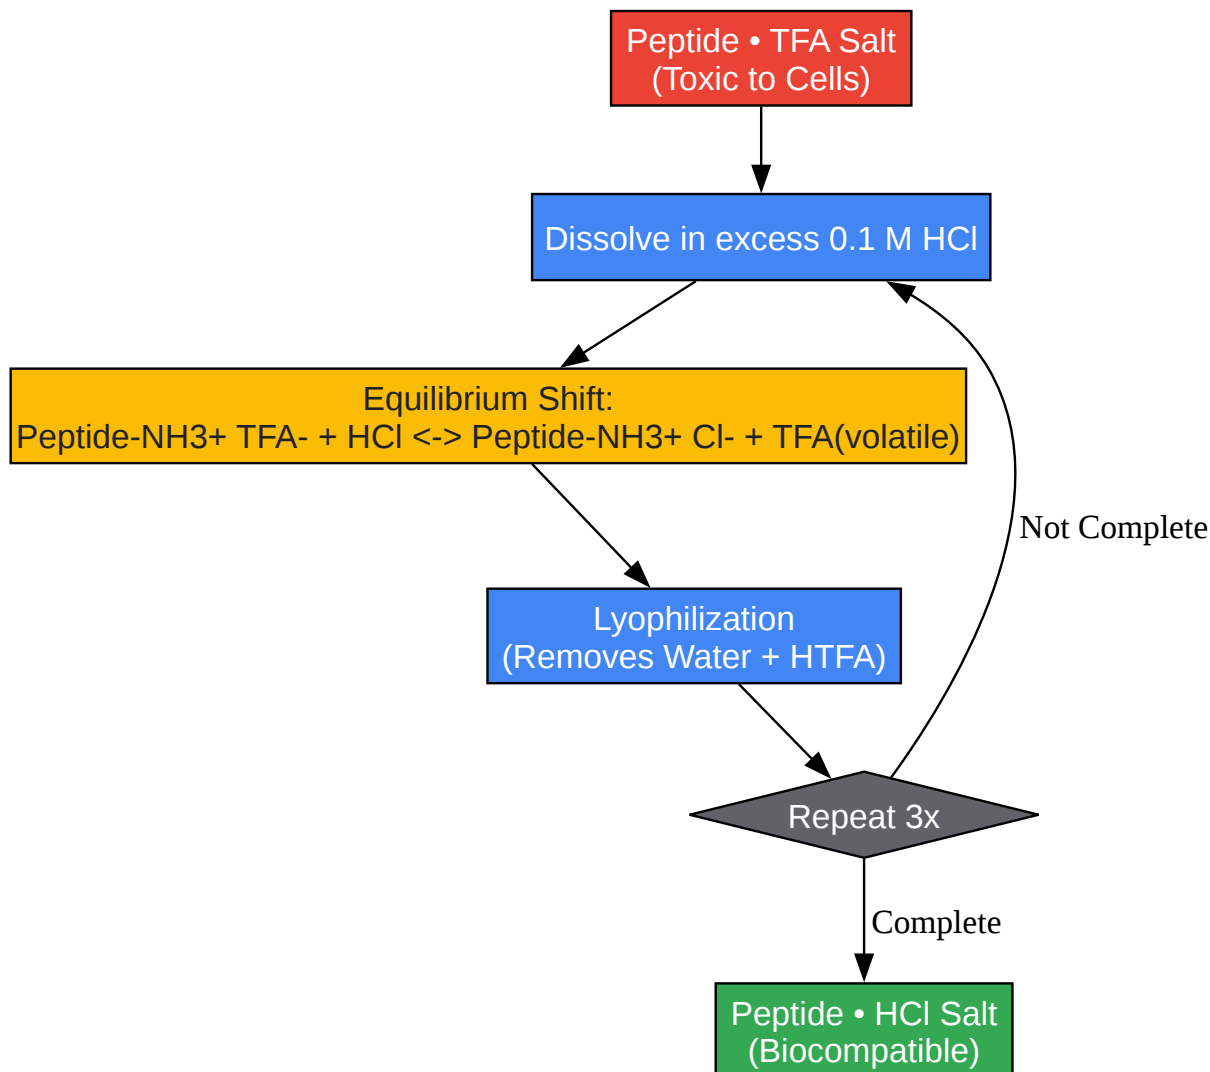 Peptide • TFA Salt
(Toxic to Cells)
Dissolve in excess 0.1 M HCl
Equilibrium Shift:
Peptide-NH3+ TFA- + HCl <-> Peptide-NH3+ Cl- + TFA(volatile)
Not Complete
Lyophilization
(Removes Water + HTFA)
Repeat 3x
Complete
Peptide • HCl Salt
(Biocompatible)